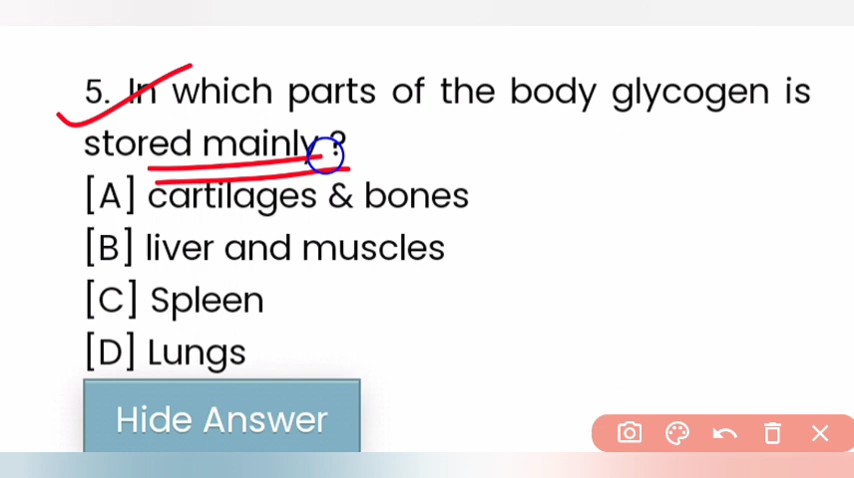 5. In which parts of the body glycogen is
stored mainly ?
[A] cartilages & bones
[B] liver and muscles
[C] Spleen
[D] Lungs
Hide Answer